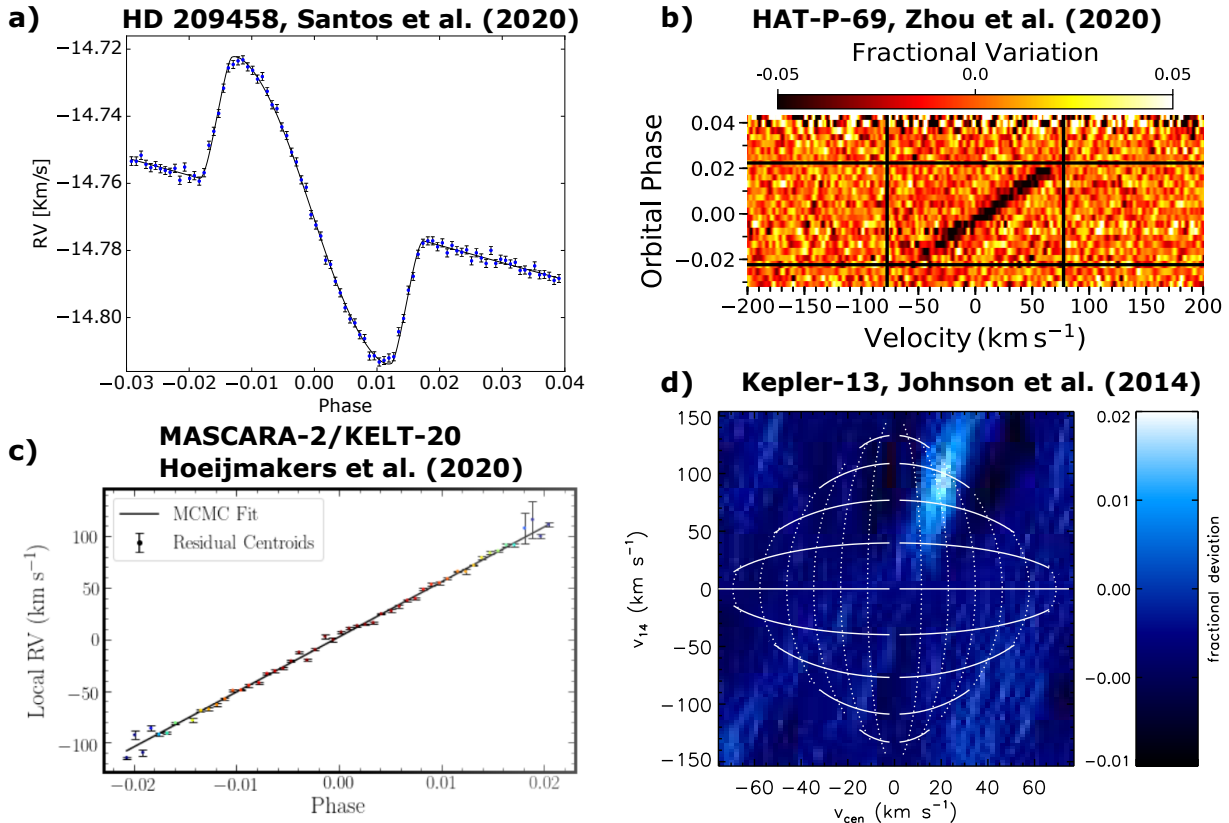 a)
HD 209458, Santos et al. (2020)
−14.72
−14.74
−14.76
−14.78
−14.80
RV [Km/s]
−0.03 −0.02 −0.01 0.00 0.01 0.02 0.03 0.04
Phase
b)
HAT-P-69, Zhou et al. (2020)
Fractional Variation
-0.05 0.0 0.05
0.04
0.02
0.00
−0.02
Orbital Phase
−200 −150 −100 −50 0 50 100 150 200
Velocity (km s−1)
c)
MASCARA-2/KELT-20
Hoeijmakers et al. (2020)
MCMC Fit
Residual Centroids
100
50
0
−50
−100
Local RV (km s−1)
−0.02 −0.01 0.00 0.01 0.02
Phase
d)
Kepler-13, Johnson et al. (2014)
150
100
50
0
−50
−100
−150
v14 (km s−1)
−60 −40 −20 0 20 40 60
vcen (km s−1)
0.02
0.01
0.00
−0.00
−0.01
fractional deviation